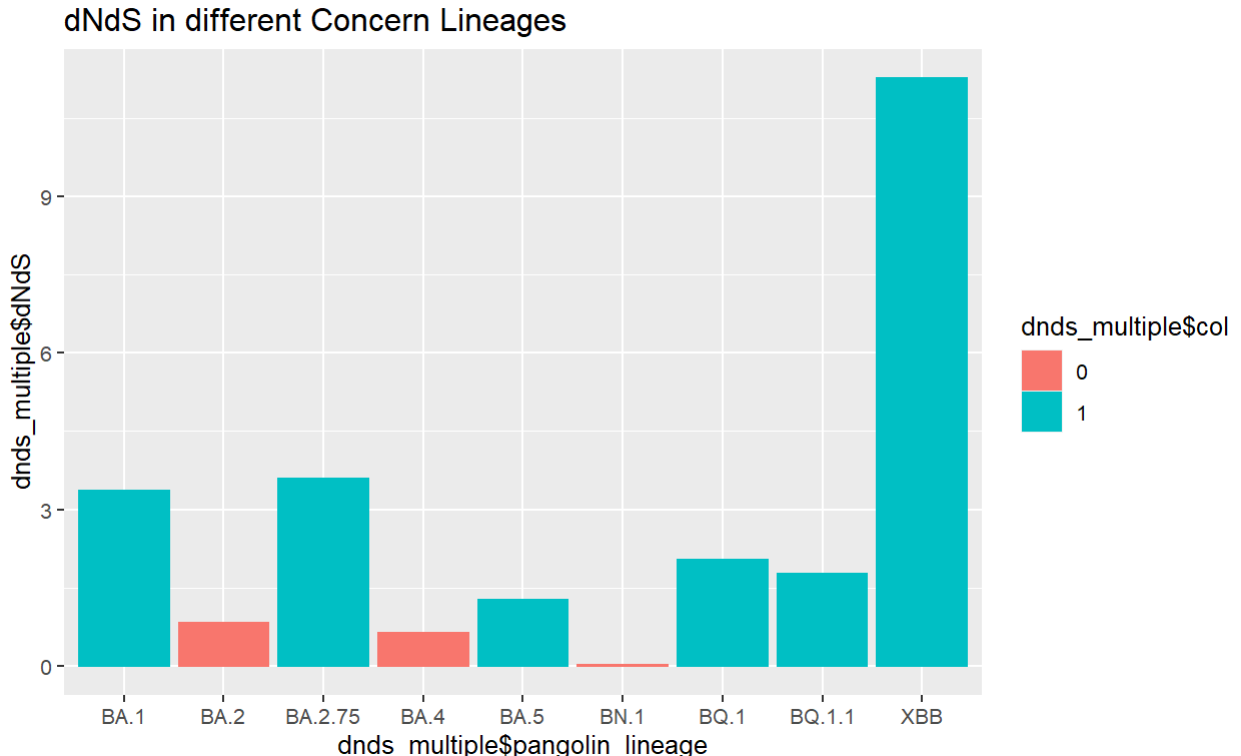 dNdS in different Concern Lineages
dnds_multiple$dNdS
9
6
3
0
BA.1 BA.2 BA.2.75 BA.4 BA.5 BN.1 BQ.1 BQ.1.1 XBB
dnds_multiple$pangolin_lineage
dnds_multiple$col
0
1